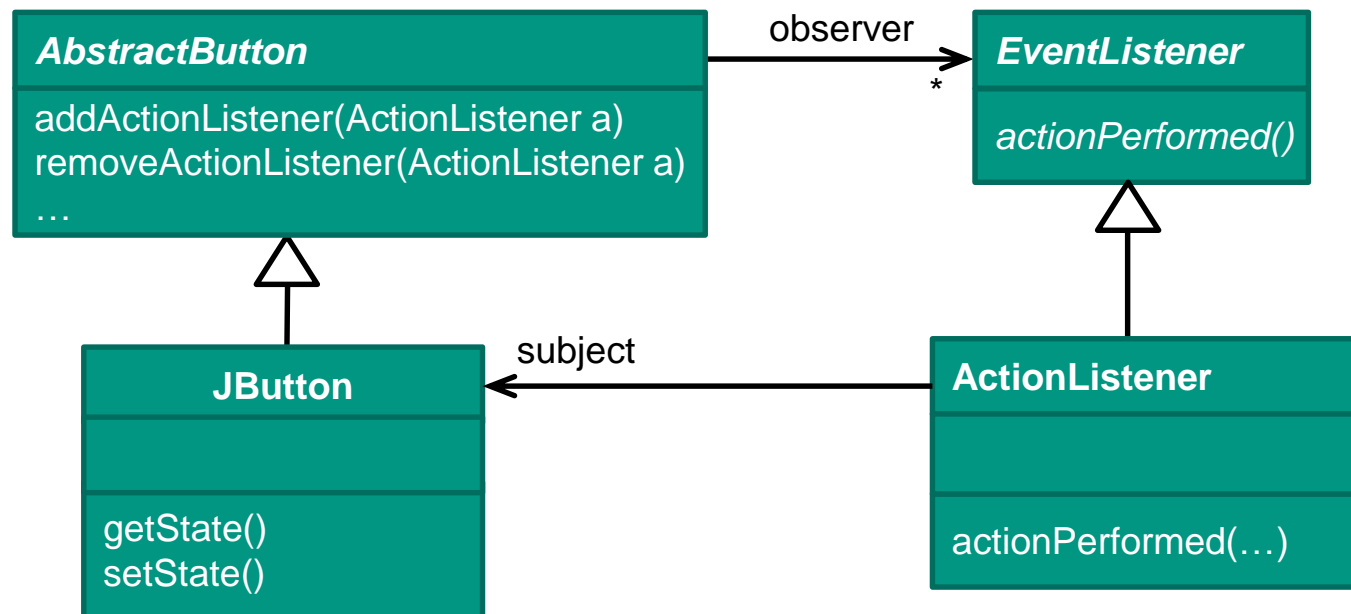 AbstractButton
addActionListener(ActionListener a)
removeActionListener(ActionListener a)
…
observer
*
EventListener
actionPerformed()
JButton
getState()
setState()
subject
ActionListener
actionPerformed(…)